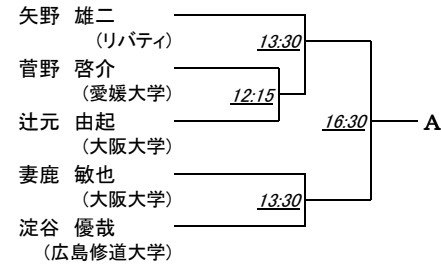 矢野 雄二
(リバティ)
13:30
菅野 啓介
(愛媛大学)
12:15
辻元 由起
16:30
A
(大阪大学)
妻鹿 敏也
(大阪大学)
13:30
淀谷 優哉
(広島修道大学)